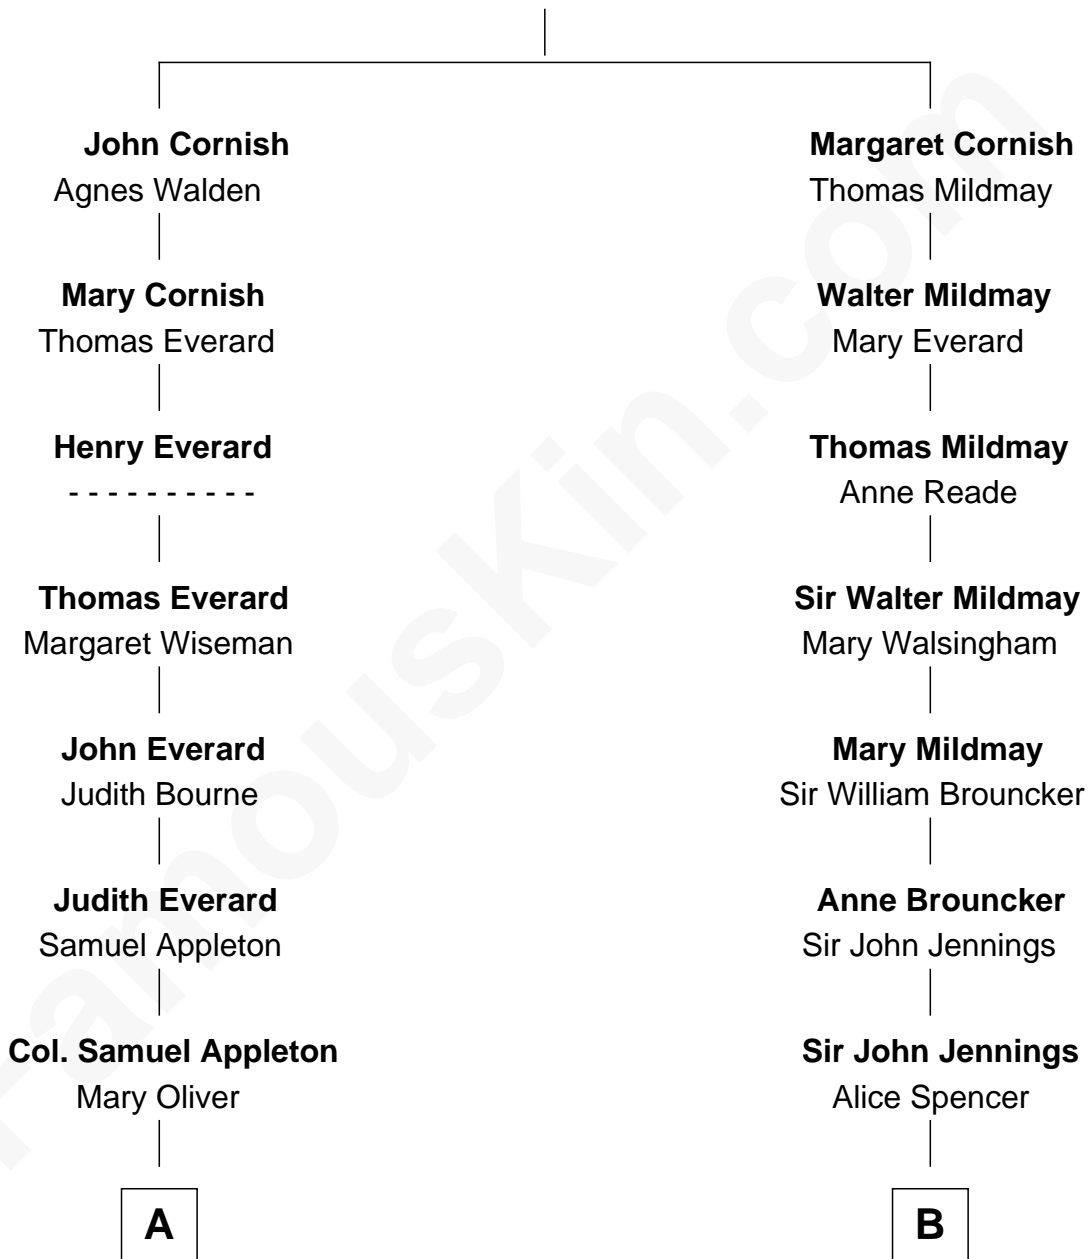 John Cornish
Agnes Walden
Mary Cornish
Thomas Everard
Henry Everard
- - - - - - - - - -
Thomas Everard
Margaret Wiseman
John Everard
Judith Bourne
Judith Everard
Samuel Appleton
Col. Samuel Appleton
Mary Oliver
A
Margaret Cornish
Thomas Mildmay
Walter Mildmay
Mary Everard
Thomas Mildmay
Anne Reade
Sir Walter Mildmay
Mary Walsingham
Mary Mildmay
Sir William Brouncker
Anne Brouncker
Sir John Jennings
Sir John Jennings
Alice Spencer
B
FamousKin.com